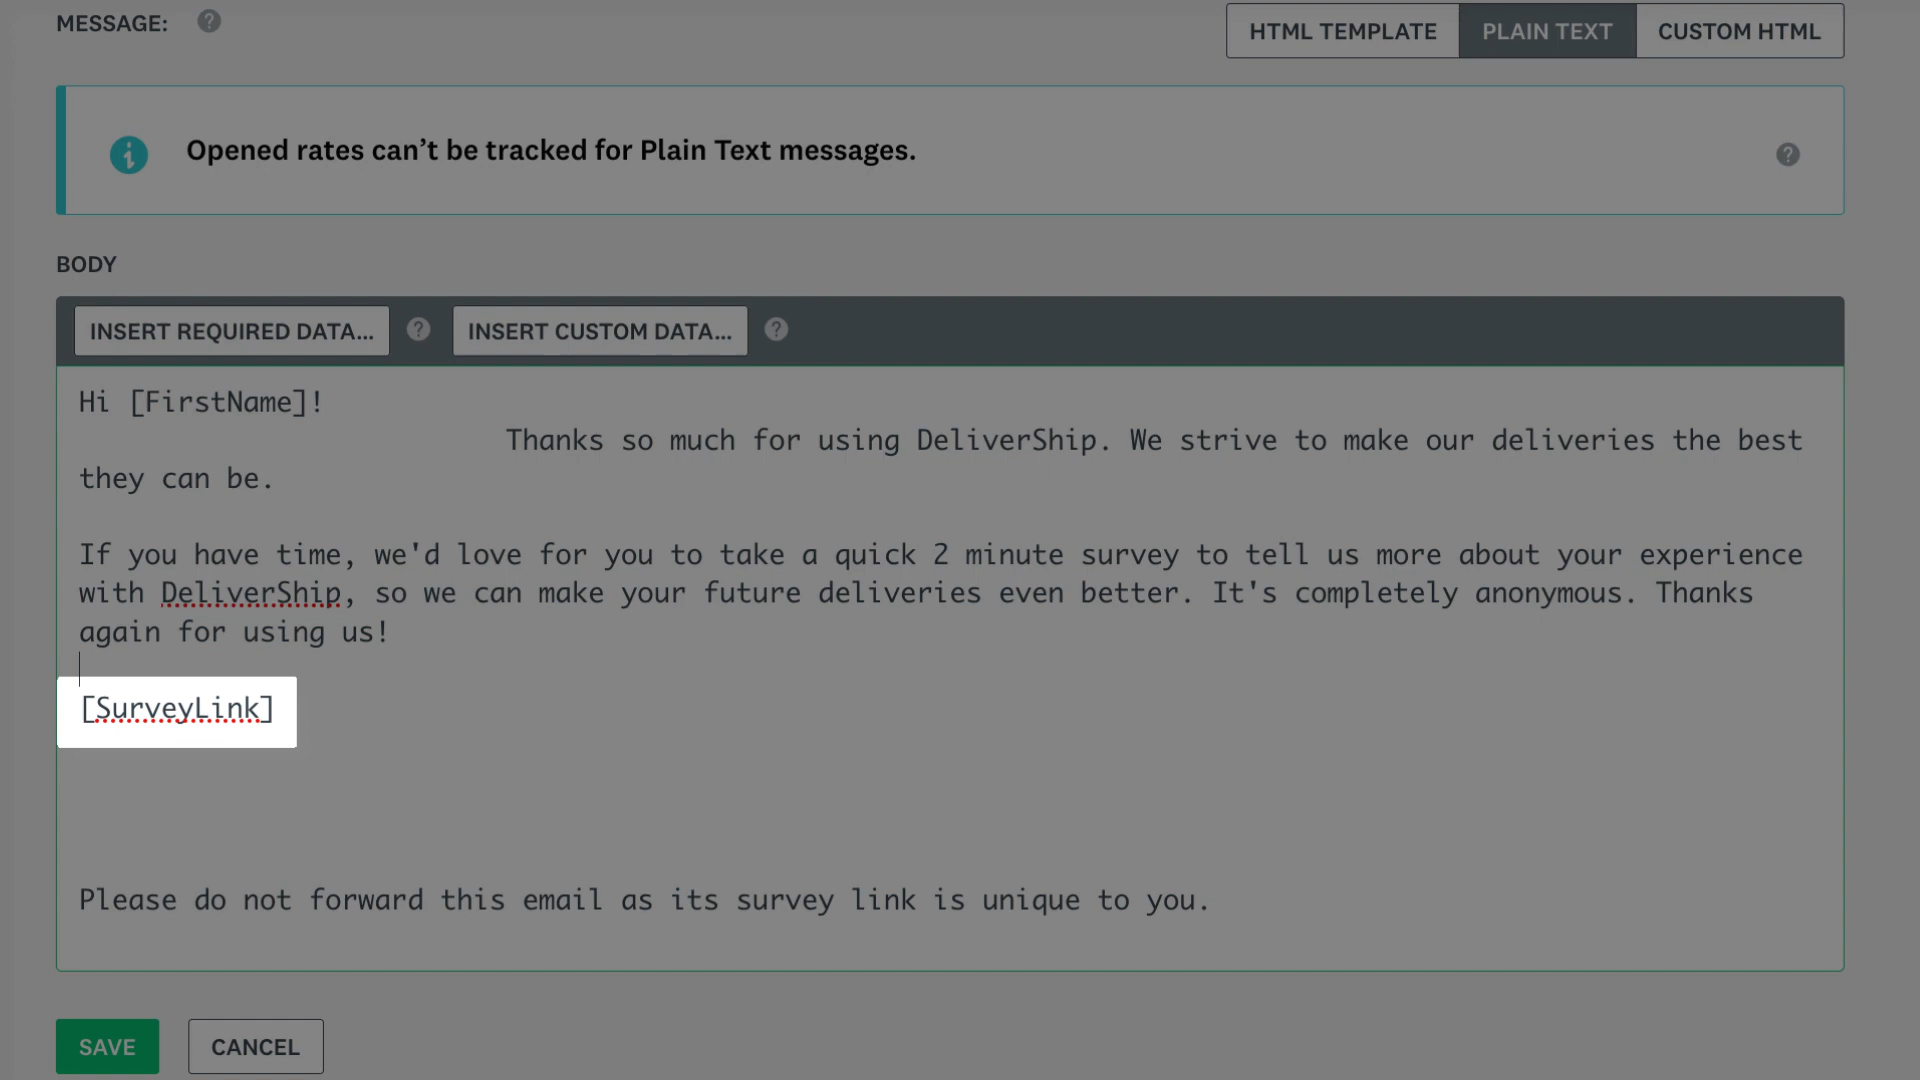 MESSAGE: ?
HTML TEMPLATE PLAIN TEXT CUSTOM HTML
Opened rates can’t be tracked for Plain Text messages. ?
BODY
INSERT REQUIRED DATA... ? INSERT CUSTOM DATA... ?
Hi [FirstName]!
Thanks so much for using DeliverShip. We strive to make our deliveries the best
they can be.
If you have time, we'd love for you to take a quick 2 minute survey to tell us more about your experience
with DeliverShip, so we can make your future deliveries even better. It's completely anonymous. Thanks
again for using us!
[SurveyLink]
Please do not forward this email as its survey link is unique to you.
SAVE CANCEL